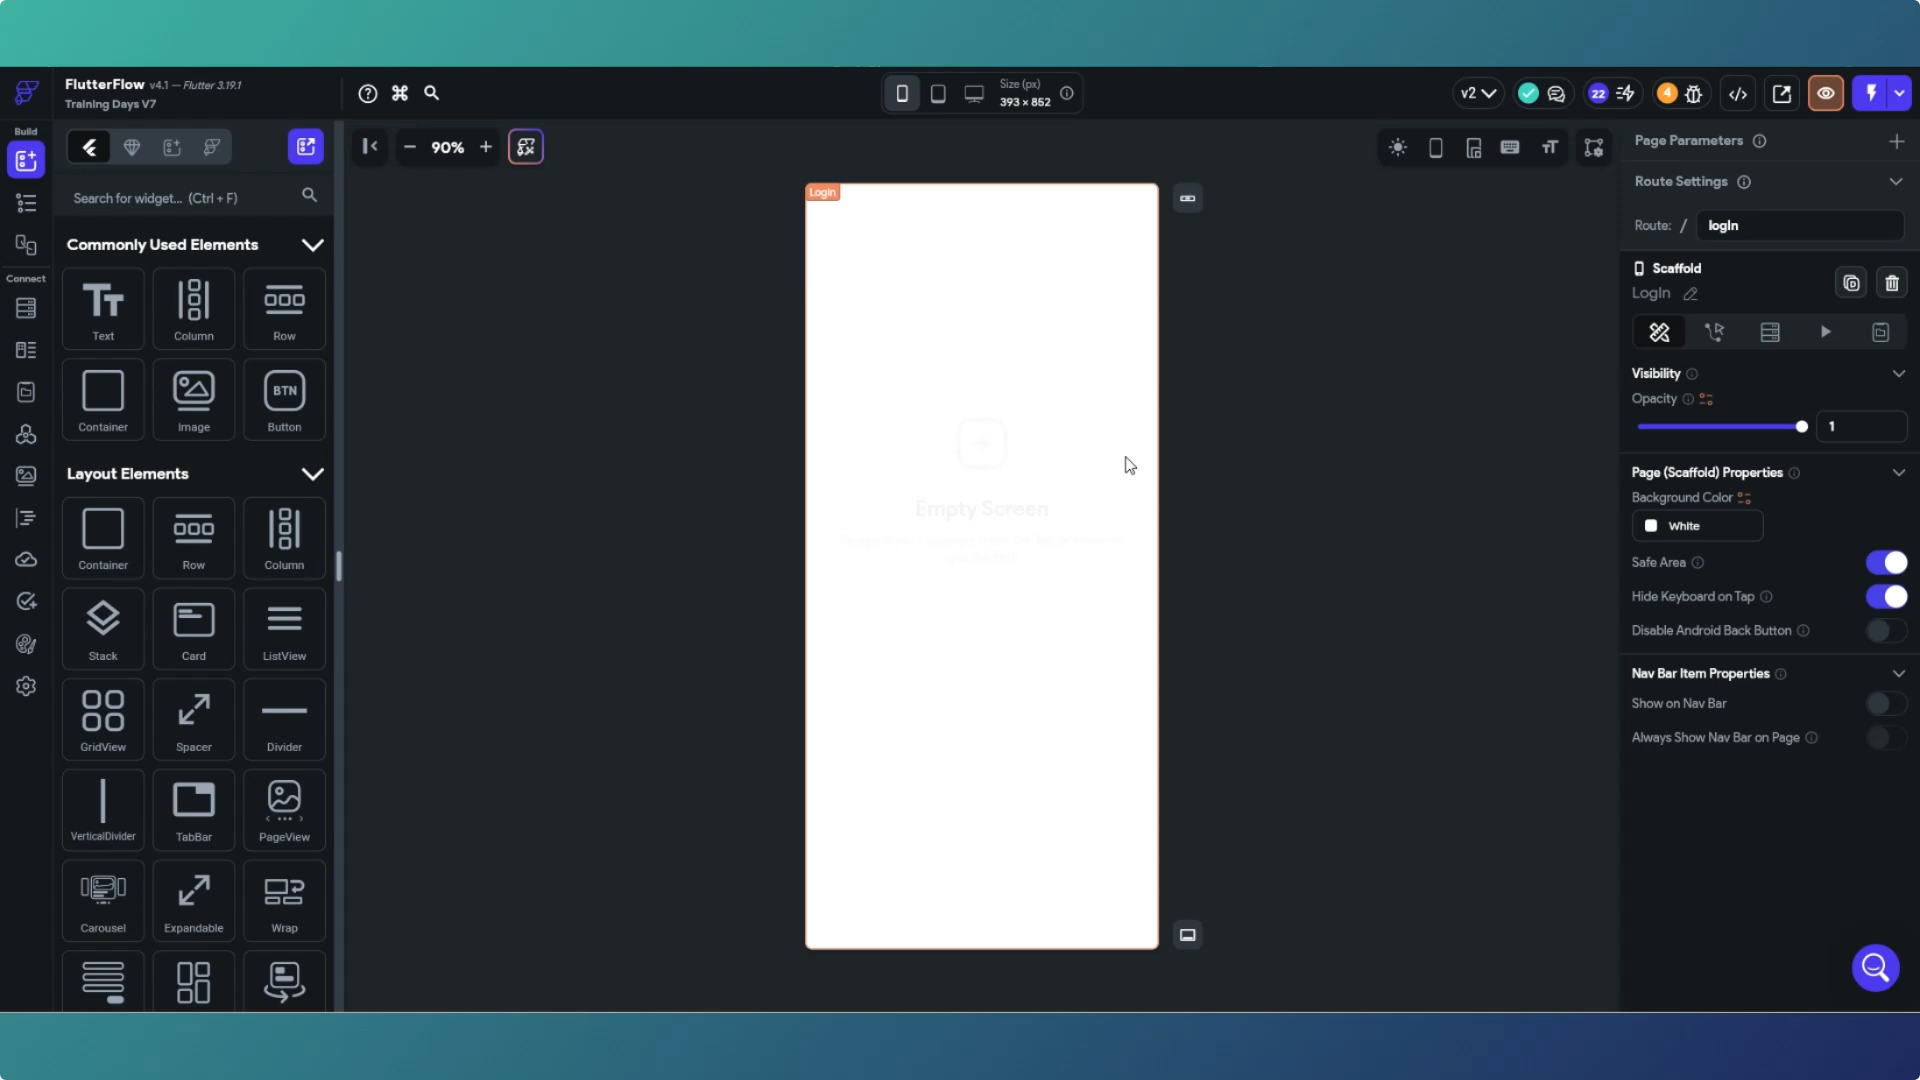 FlutterFlow v4.1 — Flutter 3.19.1
Training Days V7
Size (px)
393 × 852
v2
22
4
Build
90%
Search for widget... (Ctrl + F)
Commonly Used Elements
Text
Column
Row
Container
Image
BTN
Button
Layout Elements
Container
Row
Column
Stack
Card
ListView
GridView
Spacer
Divider
VerticalDivider
TabBar
PageView
Carousel
Expandable
Wrap
Connect
LogIn
Empty Screen
Page Parameters
Route Settings
Route: / logIn
Scaffold
LogIn
Visibility
Opacity
1
Page (Scaffold) Properties
Background Color
White
Safe Area
Hide Keyboard on Tap
Disable Android Back Button
Nav Bar Item Properties
Show on Nav Bar
Always Show Nav Bar on Page